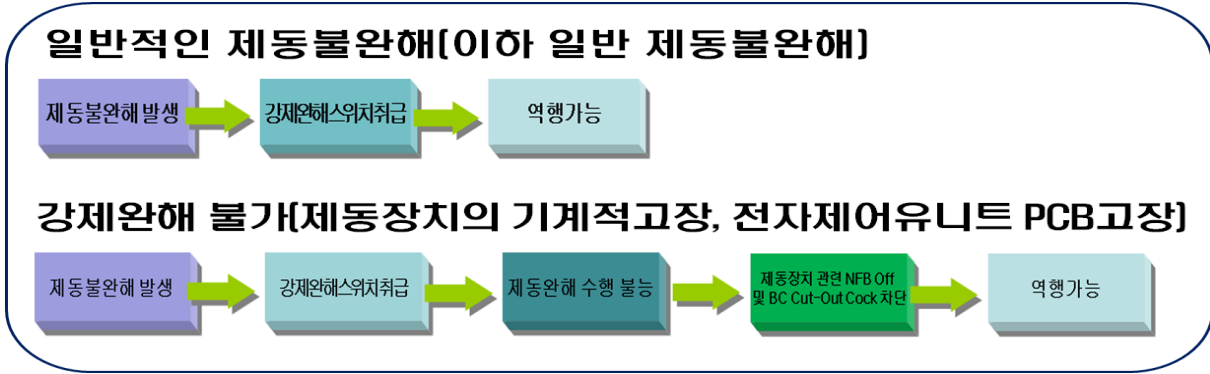 일반적인 제동불완해(이하 일반 제동불완해)
제동불완해 발생
강제완해스위치취급
역행가능
강제완해 불가(제동장치의 기계적고장, 전자제어유니트 PCB고장)
제동불완해 발생
강제완해스위치취급
제동완해 수행 불능
제동장치 관련 NFB Off
및 BC Cut-Out Cock 차단
역행가능